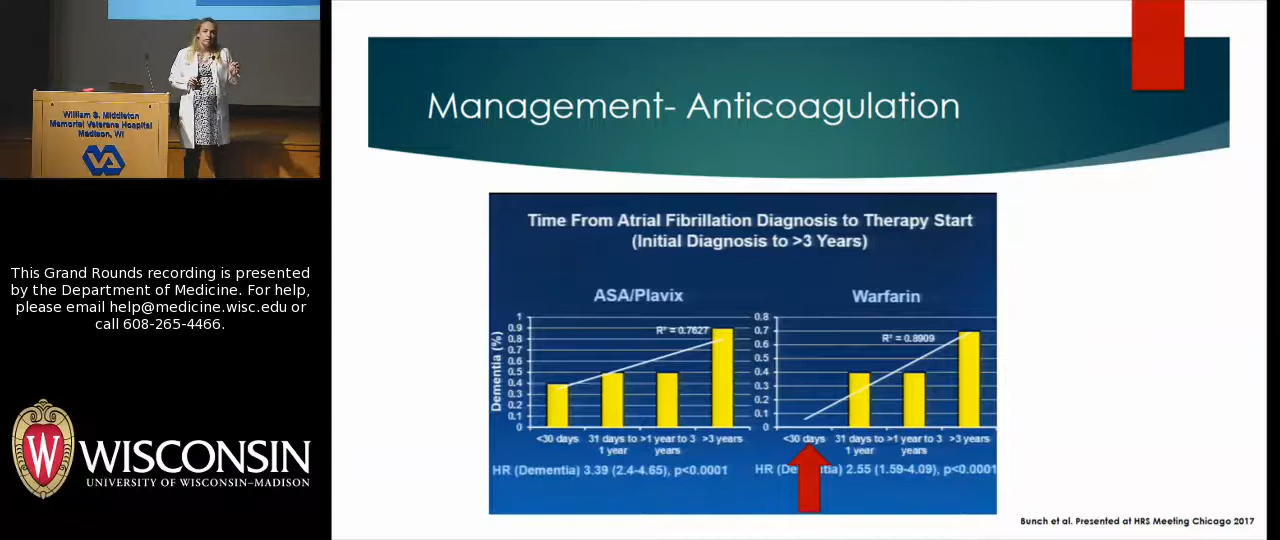 William S. Middleton
Memorial Veterans Hospital
Madison, WI
VA
This Grand Rounds recording is presented
by the Department of Medicine. For help,
please email help@medicine.wisc.edu or
call 608-265-4466.
W
WISCONSIN
UNIVERSITY OF WISCONSIN–MADISON
Management- Anticoagulation
Time From Atrial Fibrillation Diagnosis to Therapy Start
(Initial Diagnosis to >3 Years)
ASA/Plavix
Dementia (%)
1
0.9
0.8
0.7
0.6
0.5
0.4
0.3
0.2
0.1
0
R² = 0.7627
<30 days
31 days to
1 year
>1 year to 3
years
>3 years
HR (Dementia) 3.39 (2.4-4.65), p<0.0001
Warfarin
0.8
0.7
0.6
0.5
0.4
0.3
0.2
0.1
0
R² = 0.8909
<30 days
31 days to
1 year
>1 year to 3
years
>3 years
HR (De tia) 2.55 (1.59-4.09), p<0.0001
Bunch et al. Presented at HRS Meeting Chicago 2017